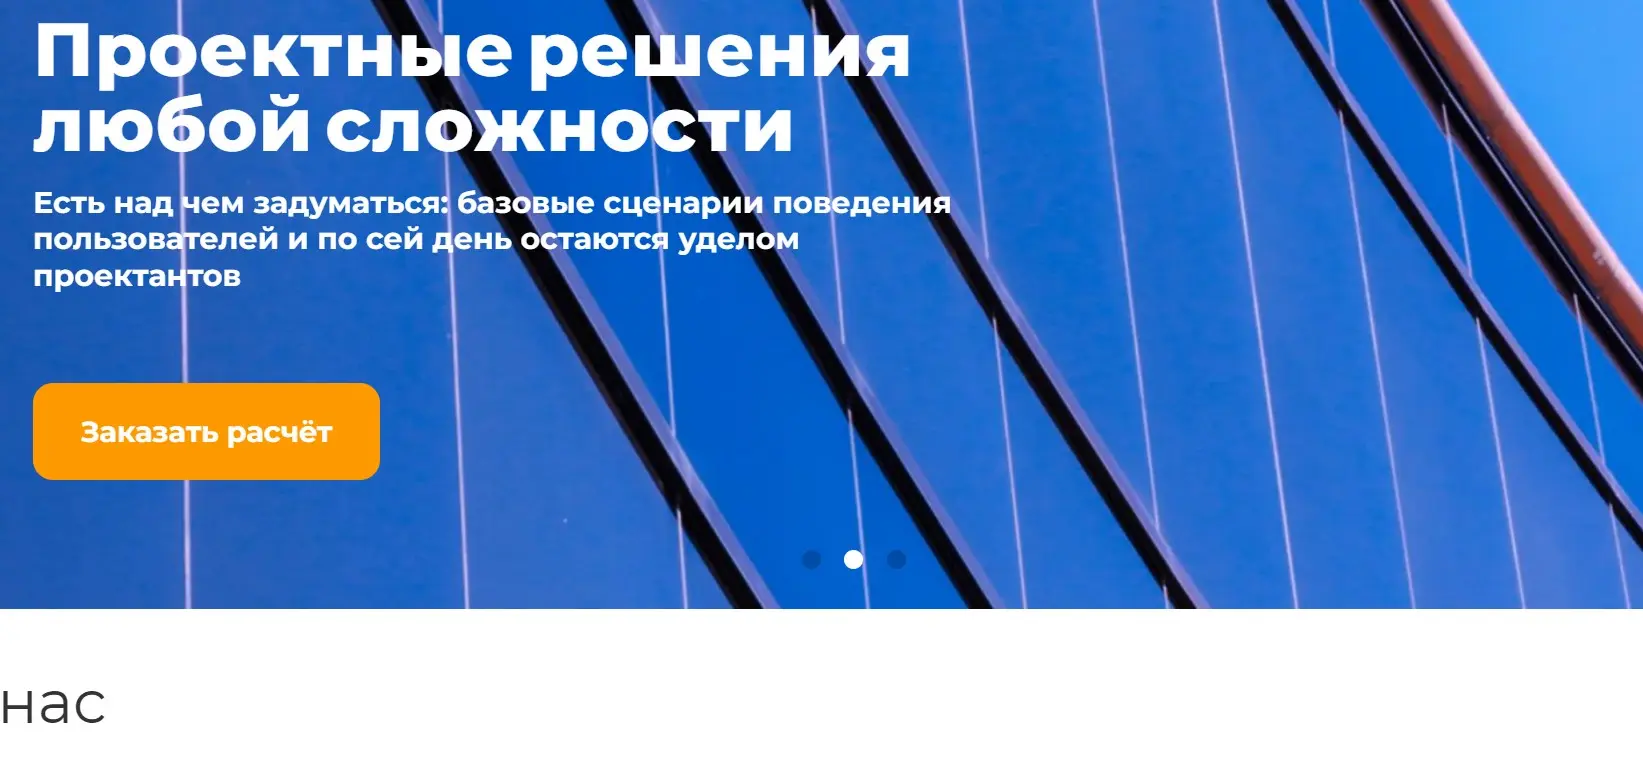 Проектные решения
любой сложности
Есть над чем задуматься: базовые сценарии поведения
пользователей и по сей день остаются уделом
проектантов
Заказать расчёт
нас